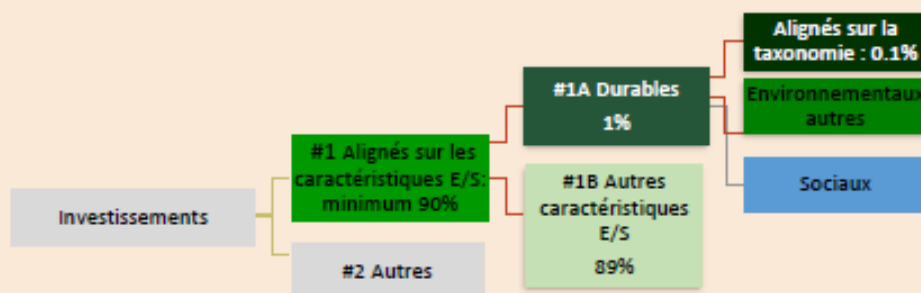 Investissements
#1 Alignés sur les
caractéristiques E/S:
minimum 90%
#2 Autres
#1A Durables
1%
#1B Autres
caractéristiques
E/S
89%
Alignés sur la
taxonomie : 0.1%
Environnementaux
autres
Sociaux